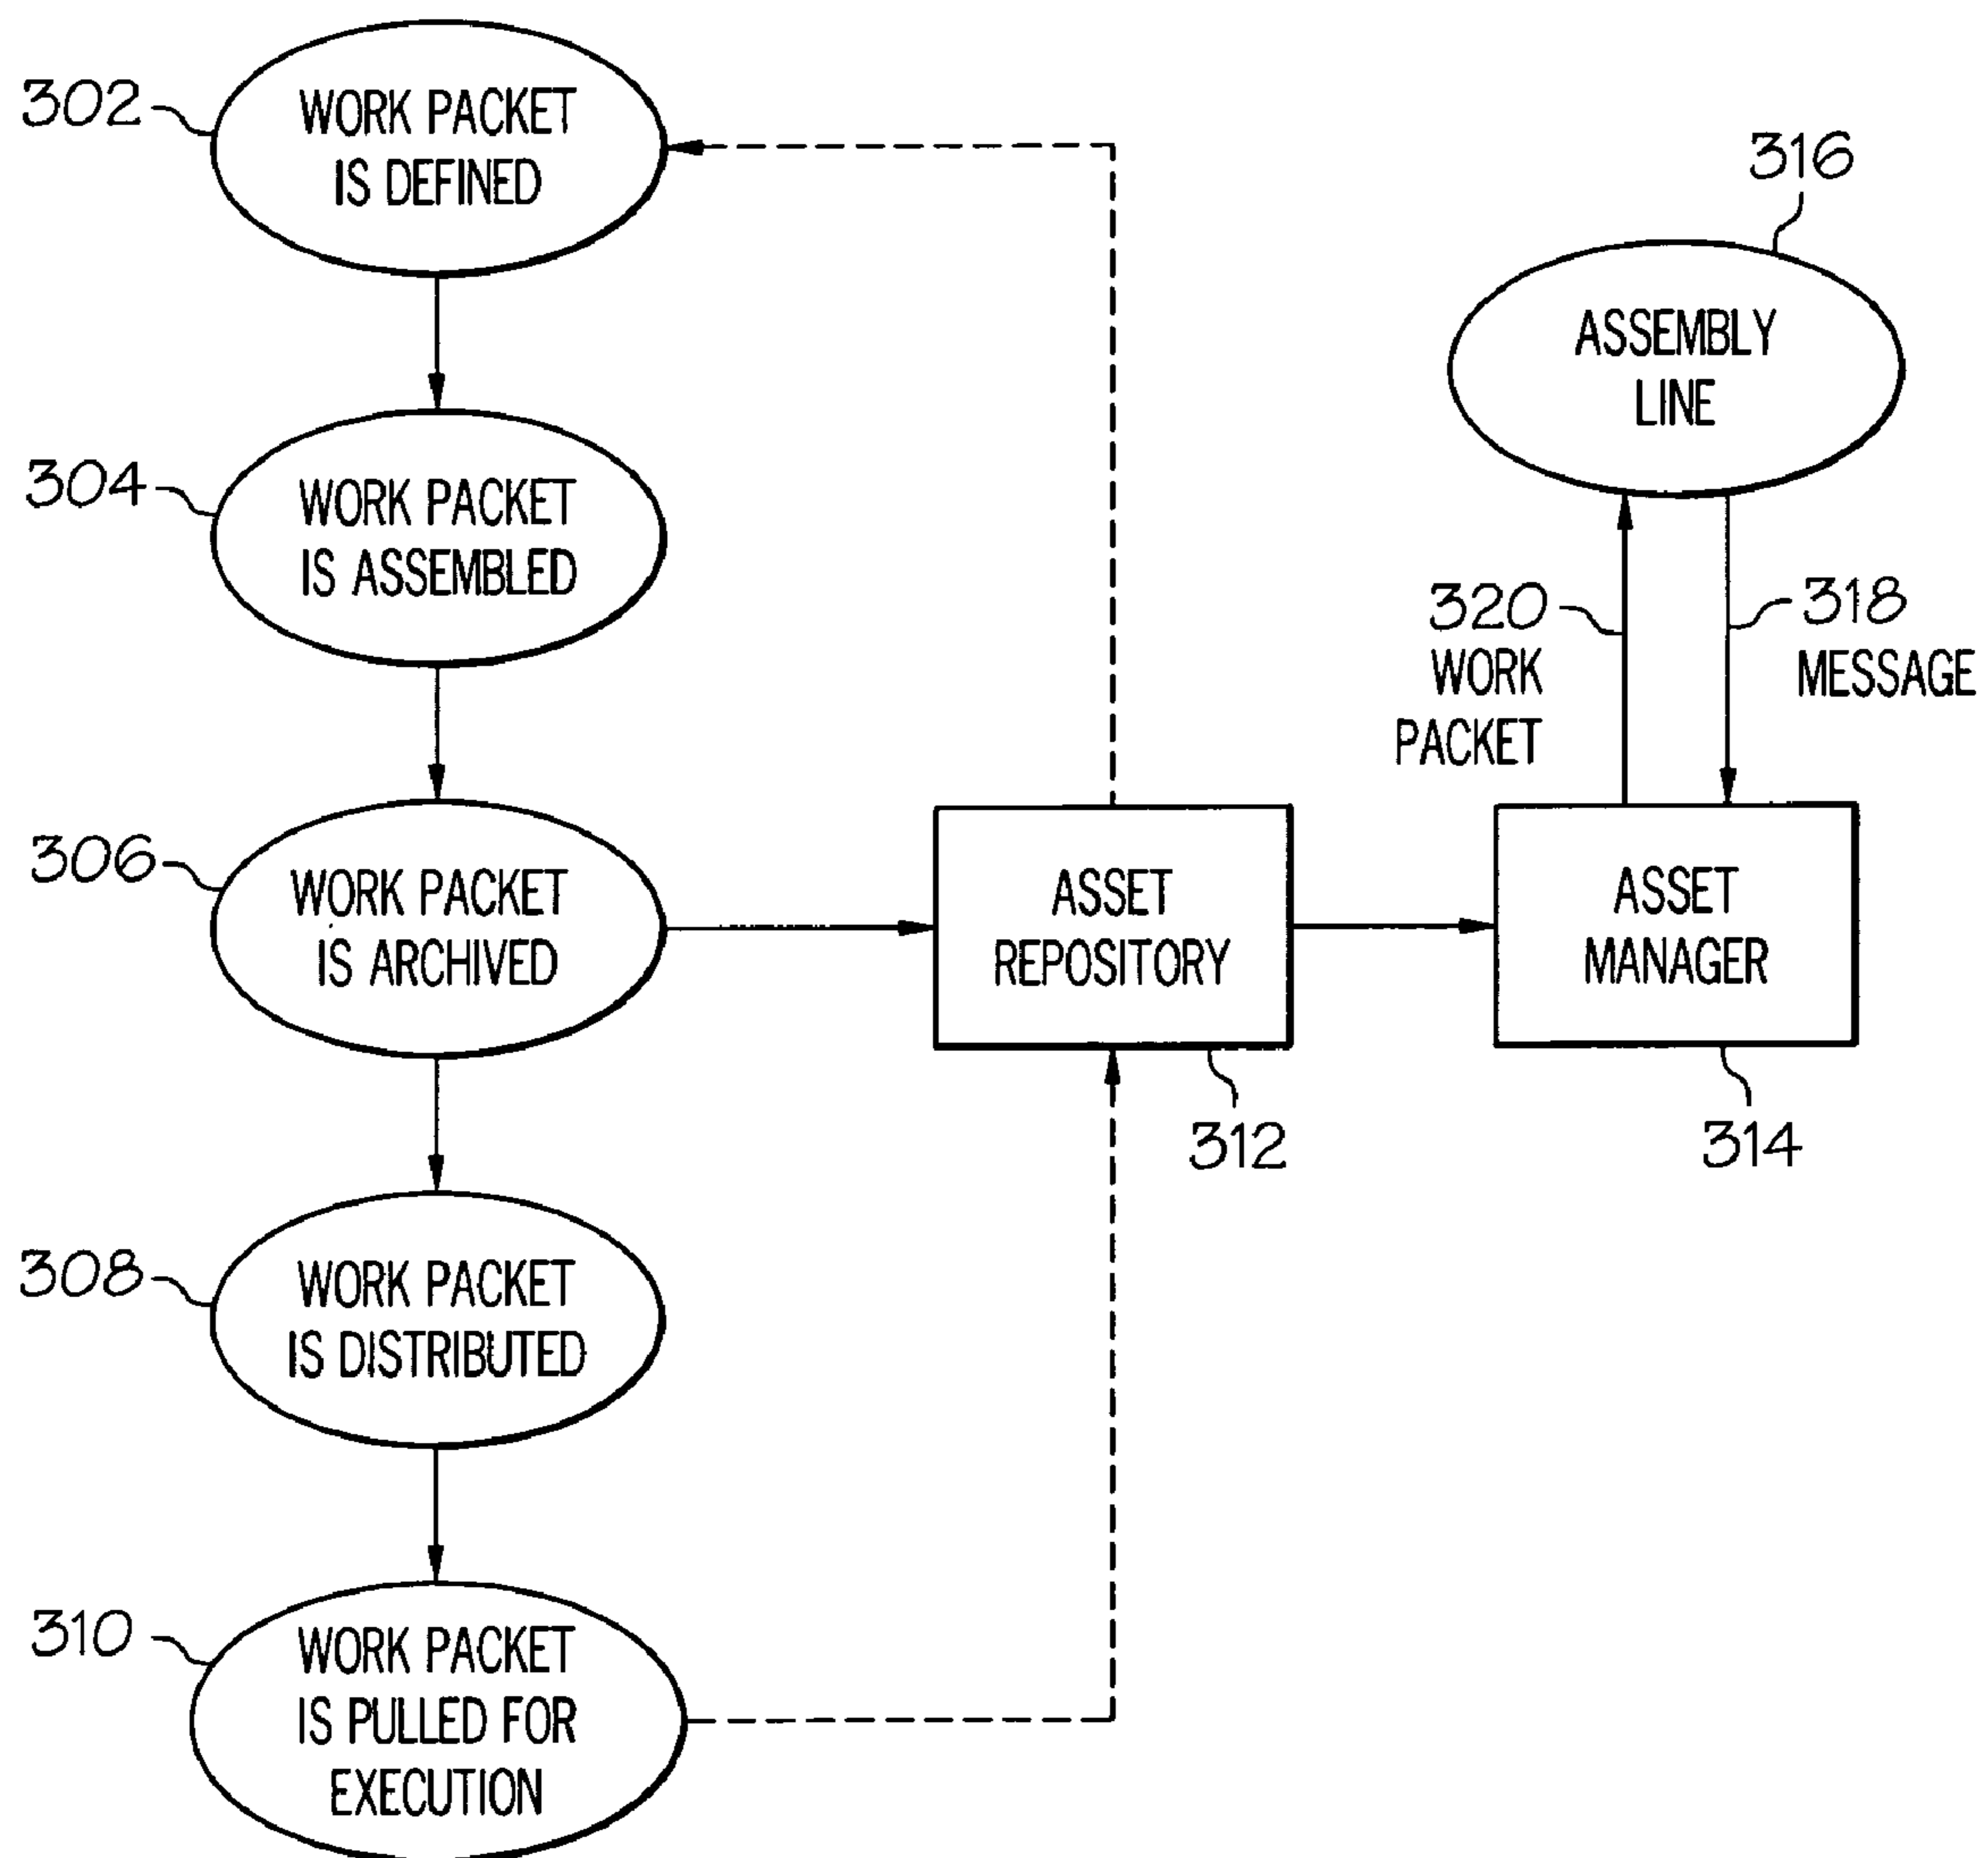 302
WORK PACKET
IS DEFINED
304
WORK PACKET
IS ASSEMBLED
306
WORK PACKET
IS ARCHIVED
308
WORK PACKET
IS DISTRIBUTED
310
WORK PACKET
IS PULLED FOR
EXECUTION
ASSET
REPOSITORY
312
316
ASSEMBLY
LINE
320
WORK
PACKET
318
MESSAGE
ASSET
MANAGER
314